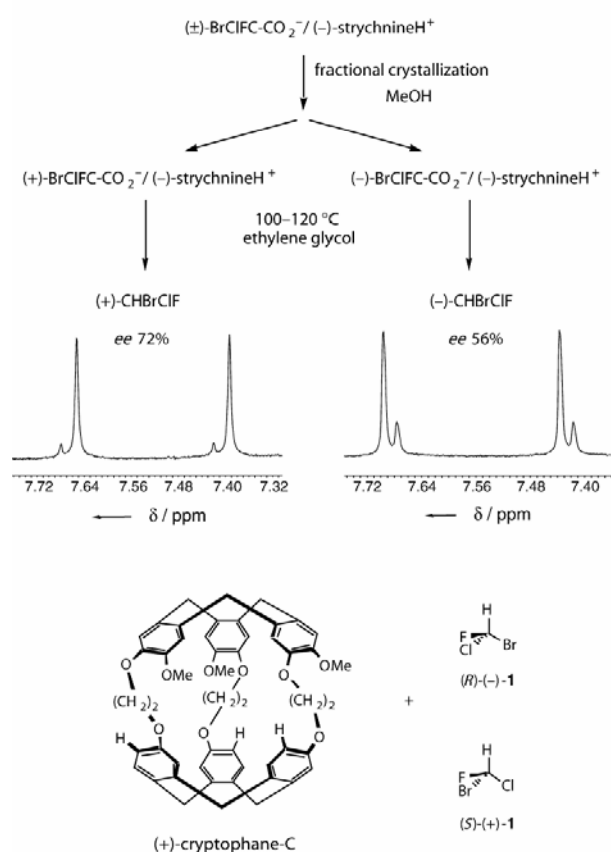 (±)-BrClFC-CO₂⁻/ (−)-strychnineH⁺
fractional crystallization
MeOH
(+)-BrClFC-CO₂⁻/ (−)-strychnineH⁺
(−)-BrClFC-CO₂⁻/ (−)-strychnineH⁺
100–120 °C
ethylene glycol
(+)-CHBrClF
(−)-CHBrClF
ee 72%
ee 56%
7.72 7.64 7.56 7.48 7.40 7.32
7.72 7.64 7.56 7.48 7.40
δ / ppm
δ / ppm
H
F
Cl
Br
(R)-(−)-1
O OMe OMe O O OMe
(CH₂)₂ (CH₂)₂ (CH₂)₂
+
O
H O H O H
H
F
Br
Cl
(S)-(+)-1
(+)-cryptophane-C